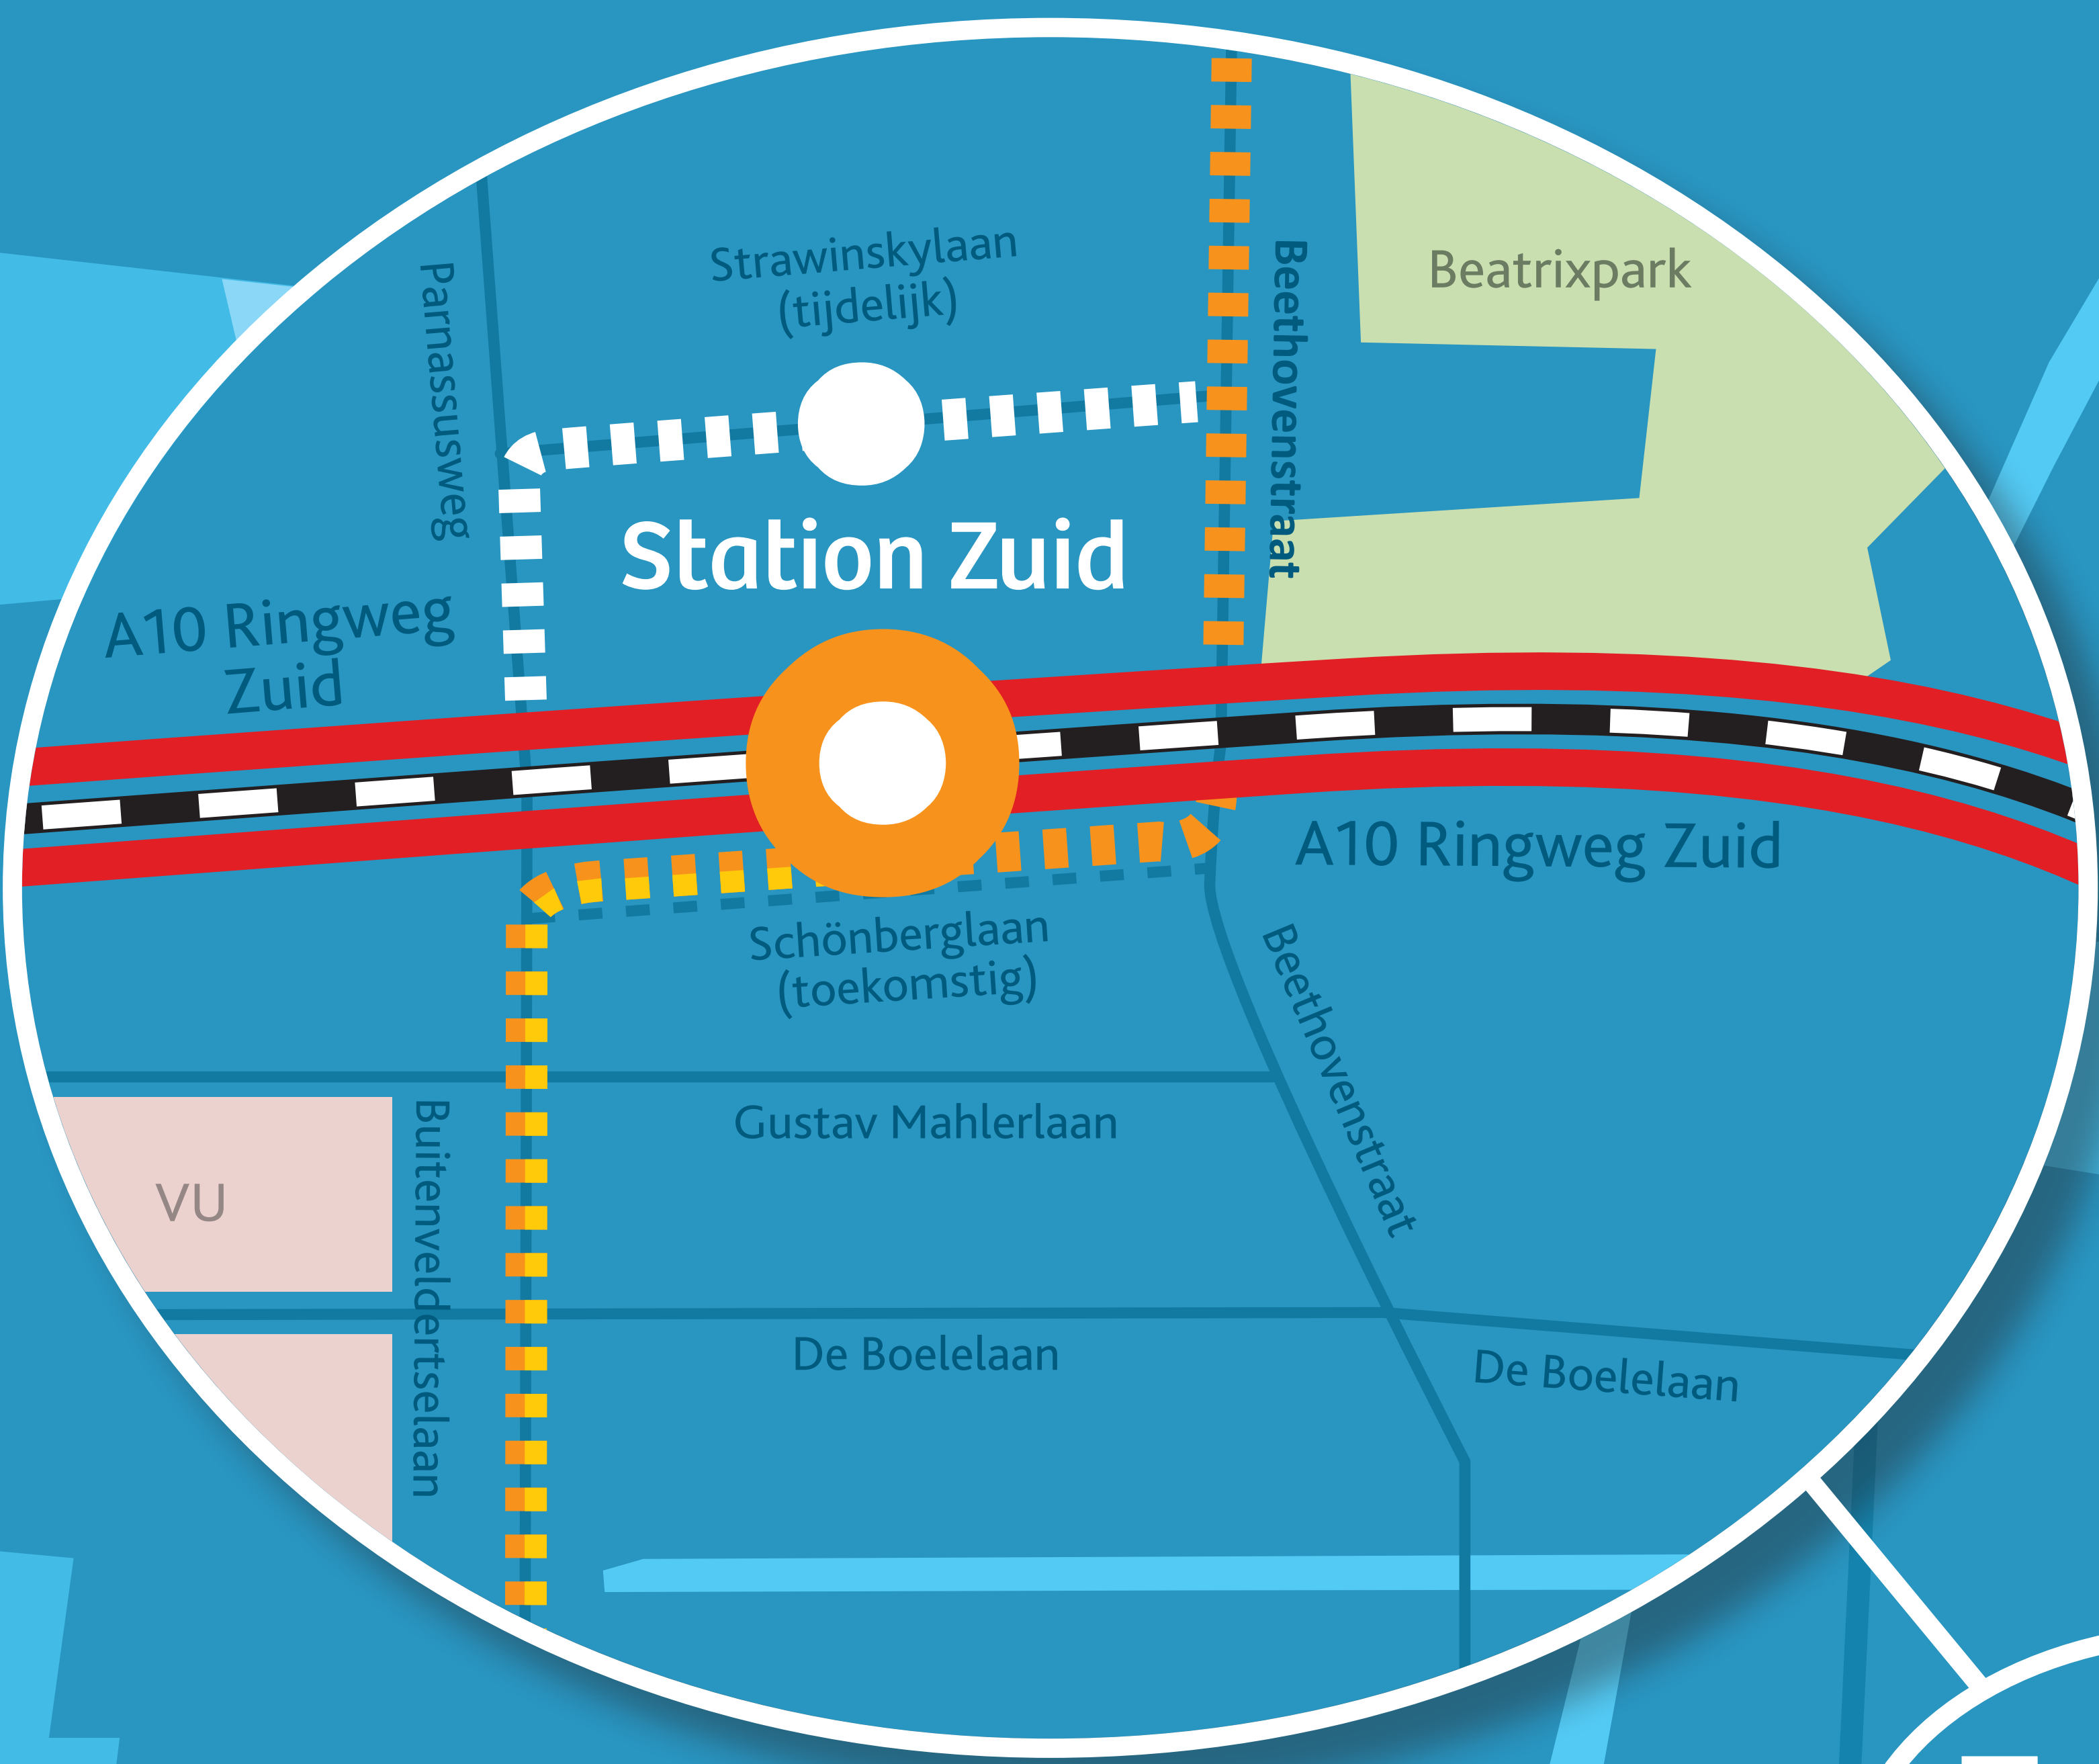 Strawinskylaan
(tijdelijk)
Parnassusweg
Beethovenstraat
Beatrixpark
Station Zuid
A10 Ringweg
Zuid
A10 Ringweg Zuid
Schönberglaan
(toekomstig)
Beethovenstraat
Gustav Mahlerlaan
VU
Buitenveldertselaan
De Boelelaan
De Boelelaan